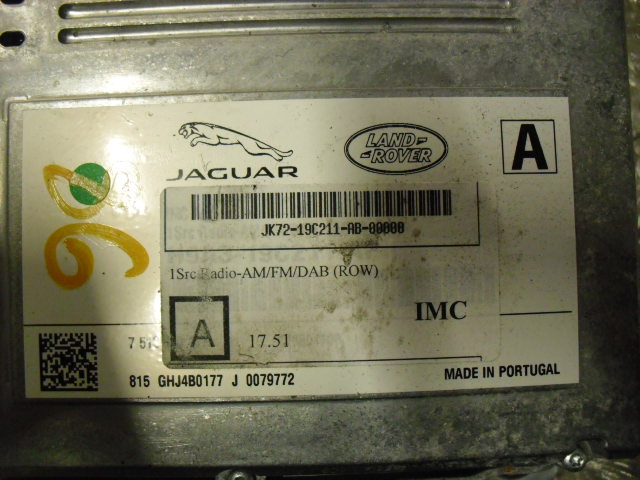 JAGUAR
LAND-
-ROVER
A
JK72-19C211-AB-00000
1Src Radio-AM/FM/DAB (ROW)
A
17.51
IMC
815 GHJ4B0177 J 0079772
MADE IN PORTUGAL